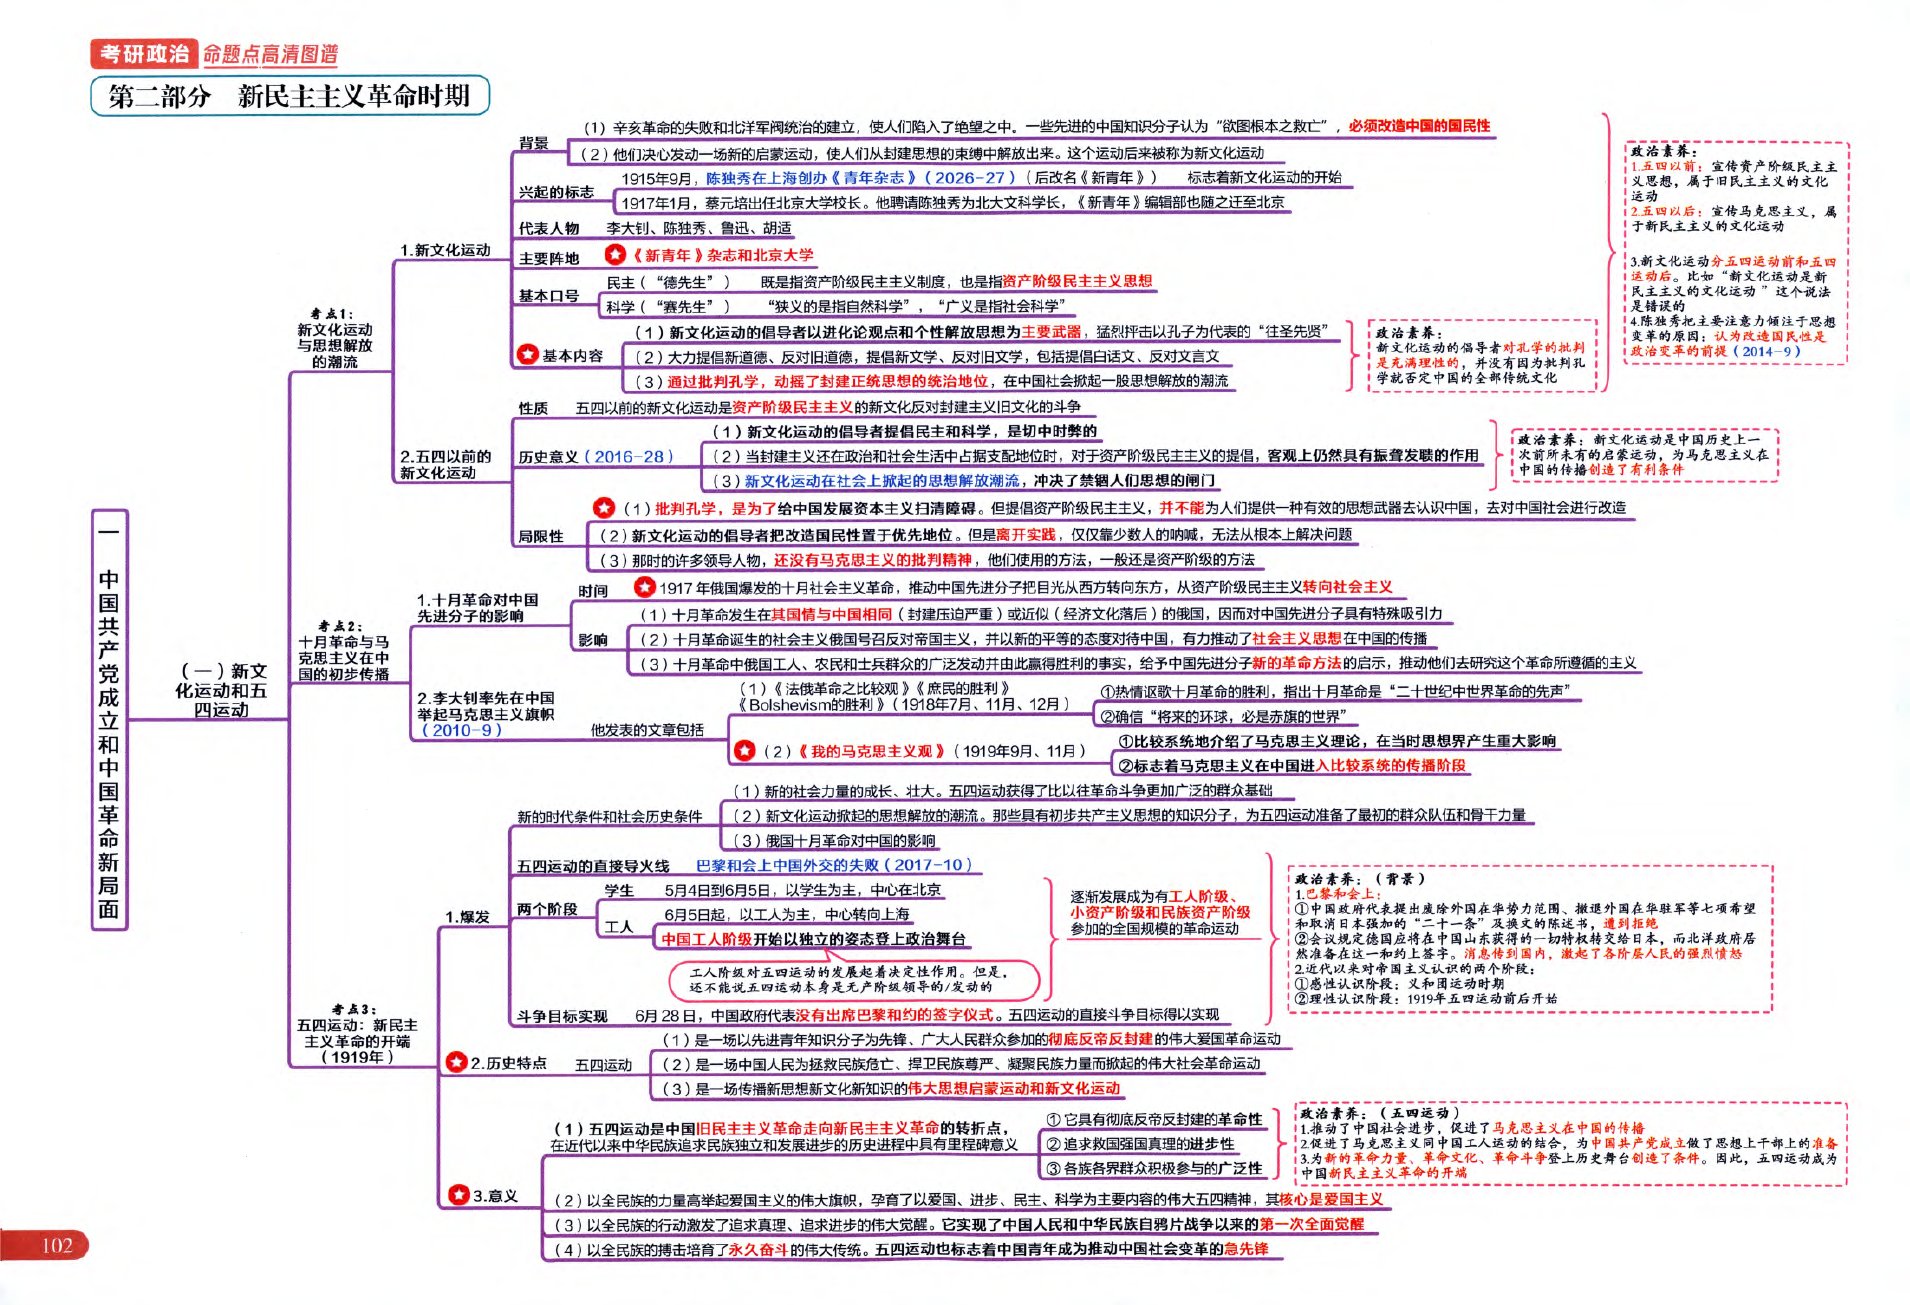 考研政治 命题点高清图谱
第二部分 新民主主义革命时期
一 中国共产党成立和中国革命新局面
（一）新文
化运动和五
四运动
考点1：
新文化运动
与思想解放
的潮流
1.新文化运动
背景
（1）辛亥革命的失败和北洋军阀统治的建立，使人们陷入了绝望之中。一些先进的中国知识分子认为“欲图根本之救亡”，必须改造中国的国民性
（2）他们决心发动一场新的启蒙运动，使人们从封建思想的束缚中解放出来。这个运动后来被称为新文化运动
兴起的标志
1915年9月，陈独秀在上海创办《青年杂志》（2026-27）（后改名《新青年》） 标志着新文化运动的开始
1917年1月，蔡元培出任北京大学校长。他聘请陈独秀为北大文科学长，《新青年》编辑部也随之迁至北京
代表人物 李大钊、陈独秀、鲁迅、胡适
主要阵地 《新青年》杂志和北京大学
基本口号
民主（“德先生”） 既是指资产阶级民主主义制度，也是指资产阶级民主主义思想
科学（“赛先生”） “狭义的是指自然科学”，“广义是指社会科学”
基本内容
（1）新文化运动的倡导者以进化论观点和个性解放思想为主要武器，猛烈抨击以孔子为代表的“往圣先贤”
（2）大力提倡新道德、反对旧道德，提倡新文学、反对旧文学，包括提倡白话文、反对文言文
（3）通过批判孔学，动摇了封建正统思想的统治地位，在中国社会掀起一股思想解放的潮流
政治素养：
新文化运动的倡导者对孔学的批判
是充满理性的，并没有因为批判孔
学就否定中国的全部传统文化
政治素养：
1.五四以前：宣传资产阶级民主主
义思想，属于旧民主主义的文化
运动
2.五四以后：宣传马克思主义，属
于新民主主义的文化运动
3.新文化运动分五四运动前和五四
运动后。比如“新文化运动是新
民主主义的文化运动”这个说法
是错误的
4.陈独秀把主要注意力倾注于思想
变革的原因：认为改造国民性是
政治变革的前提（2014-9）
2.五四以前的
新文化运动
性质 五四以前的新文化运动是资产阶级民主主义的新文化反对封建主义旧文化的斗争
历史意义（2016-28）
（1）新文化运动的倡导者提倡民主和科学，是切中时弊的
（2）当封建主义还在政治和社会生活中占据支配地位时，对于资产阶级民主主义的提倡，客观上仍然具有振聋发聩的作用
（3）新文化运动在社会上掀起的思想解放潮流，冲决了禁锢人们思想的闸门
政治素养：新文化运动是中国历史上一
次前所未有的启蒙运动，为马克思主义在
中国的传播创造了有利条件
局限性
（1）批判孔学，是为了给中国发展资本主义扫清障碍。但提倡资产阶级民主主义，并不能为人们提供一种有效的思想武器去认识中国，去对中国社会进行改造
（2）新文化运动的倡导者把改造国民性置于优先地位。但是离开实践，仅仅靠少数人的呐喊，无法从根本上解决问题
（3）那时的许多领导人物，还没有马克思主义的批判精神，他们使用的方法，一般还是资产阶级的方法
考点2：
十月革命与马
克思主义在中
国的初步传播
1.十月革命对中国
先进分子的影响
时间 1917年俄国爆发的十月社会主义革命，推动中国先进分子把目光从西方转向东方，从资产阶级民主主义转向社会主义
影响
（1）十月革命发生在其国情与中国相同（封建压迫严重）或近似（经济文化落后）的俄国，因而对中国先进分子具有特殊吸引力
（2）十月革命诞生的社会主义俄国号召反对帝国主义，并以新的平等的态度对待中国，有力推动了社会主义思想在中国的传播
（3）十月革命中俄国工人、农民和士兵群众的广泛发动并由此赢得胜利的事实，给予中国先进分子新的革命方法的启示，推动他们去研究这个革命所遵循的主义
2.李大钊率先在中国
举起马克思主义旗帜
（2010-9）
他发表的文章包括
（1）《法俄革命之比较观》《庶民的胜利》
《Bolshevism的胜利》（1918年7月、11月、12月）
①热情讴歌十月革命的胜利，指出十月革命是“二十世纪中世界革命的先声”
②确信“将来的环球，必是赤旗的世界”
（2）《我的马克思主义观》（1919年9月、11月）
①比较系统地介绍了马克思主义理论，在当时思想界产生重大影响
②标志着马克思主义在中国进入比较系统的传播阶段
考点3：
五四运动：新民主
主义革命的开端
（1919年）
1.爆发
新的时代条件和社会历史条件
（1）新的社会力量的成长、壮大。五四运动获得了比以往革命斗争更加广泛的群众基础
（2）新文化运动掀起的思想解放的潮流。那些具有初步共产主义思想的知识分子，为五四运动准备了最初的群众队伍和骨干力量
（3）俄国十月革命对中国的影响
五四运动的直接导火线 巴黎和会上中国外交的失败（2017-10）
两个阶段
学生 5月4日到6月5日，以学生为主，中心在北京
工人
6月5日起，以工人为主，中心转向上海
中国工人阶级开始以独立的姿态登上政治舞台
工人阶级对五四运动的发展起着决定性作用。但是，
还不能说五四运动本身是无产阶级领导的/发动的
逐渐发展成为有工人阶级、
小资产阶级和民族资产阶级
参加的全国规模的革命运动
斗争目标实现 6月28日，中国政府代表没有出席巴黎和约的签字仪式。五四运动的直接斗争目标得以实现
政治素养：（背景）
1.巴黎和会上：
①中国政府代表提出废除外国在华势力范围、撤退外国在华驻军等七项希望
和取消日本强加的“二十一条”及换文的陈述书，遭到拒绝
②会议规定德国应将在中国山东获得的一切特权转交给日本，而北洋政府居
然准备在这一和约上签字。消息传到国内，激起了各阶层人民的强烈愤怒
2.近代以来对帝国主义认识的两个阶段：
①感性认识阶段：义和团运动时期
②理性认识阶段：1919年五四运动前后开始
2.历史特点 五四运动
（1）是一场以先进青年知识分子为先锋、广大人民群众参加的彻底反帝反封建的伟大爱国革命运动
（2）是一场中国人民为拯救民族危亡、捍卫民族尊严、凝聚民族力量而掀起的伟大社会革命运动
（3）是一场传播新思想新文化新知识的伟大思想启蒙运动和新文化运动
3.意义
（1）五四运动是中国旧民主主义革命走向新民主主义革命的转折点，
在近代以来中华民族追求民族独立和发展进步的历史进程中具有里程碑意义
①它具有彻底反帝反封建的革命性
②追求救国强国真理的进步性
③各族各界群众积极参与的广泛性
政治素养：（五四运动）
1.推动了中国社会进步，促进了马克思主义在中国的传播
2.促进了马克思主义同中国工人运动的结合，为中国共产党成立做了思想上干部上的准备
3.为新的革命力量、革命文化、革命斗争登上历史舞台创造了条件。因此，五四运动成为
中国新民主主义革命的开端
（2）以全民族的力量高举起爱国主义的伟大旗帜，孕育了以爱国、进步、民主、科学为主要内容的伟大五四精神，其核心是爱国主义
（3）以全民族的行动激发了追求真理、追求进步的伟大觉醒。它实现了中国人民和中华民族自鸦片战争以来的第一次全面觉醒
（4）以全民族的搏击培育了永久奋斗的伟大传统。五四运动也标志着中国青年成为推动中国社会变革的急先锋
102